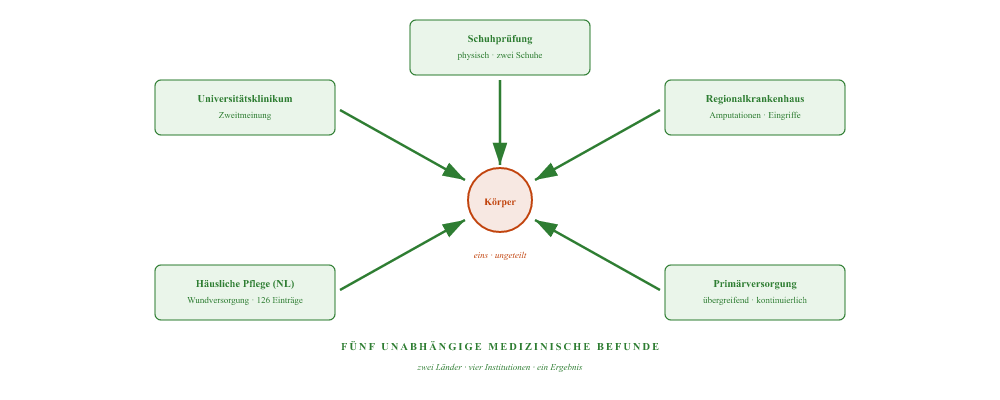 Schuhprüfung
physisch · zwei Schuhe
Universitätsklinikum
Zweitmeinung
Regionalkrankenhaus
Amputationen · Eingriffe
Körper
eins · ungeteilt
Häusliche Pflege (NL)
Wundversorgung · 126 Einträge
Primärversorgung
übergreifend · kontinuierlich
FÜNF UNABHÄNGIGE MEDIZINISCHE BEFUNDE
zwei Länder · vier Institutionen · ein Ergebnis